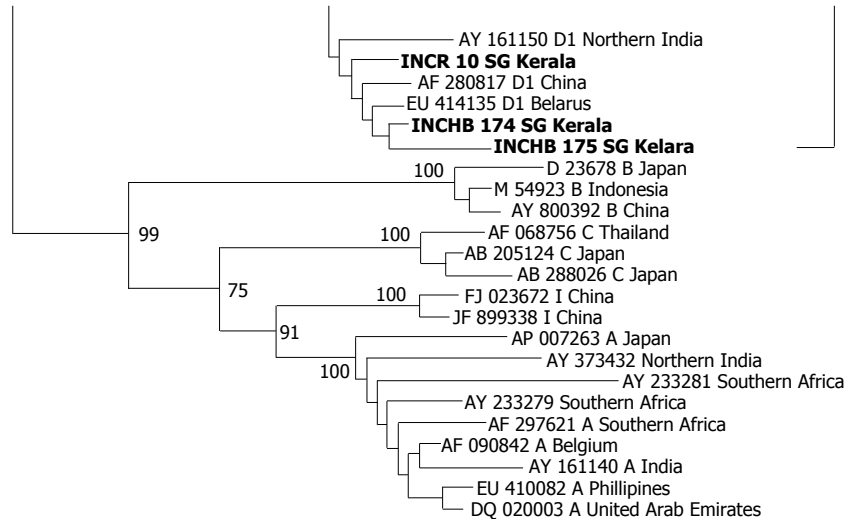 AY 161150 D1 Northern India
INCR 10 SG Kerala
AF 280817 D1 China
EU 414135 D1 Belarus
INCHB 174 SG Kerala
INCHB 175 SG Kelara
100
D 23678 B Japan
M 54923 B Indonesia
AY 800392 B China
99
100
AF 068756 C Thailand
AB 205124 C Japan
AB 288026 C Japan
75
100
FJ 023672 I China
JF 899338 I China
91
AP 007263 A Japan
100
AY 373432 Northern India
AY 233281 Southern Africa
AY 233279 Southern Africa
AF 297621 A Southern Africa
AF 090842 A Belgium
AY 161140 A India
EU 410082 A Phillipines
DQ 020003 A United Arab Emirates